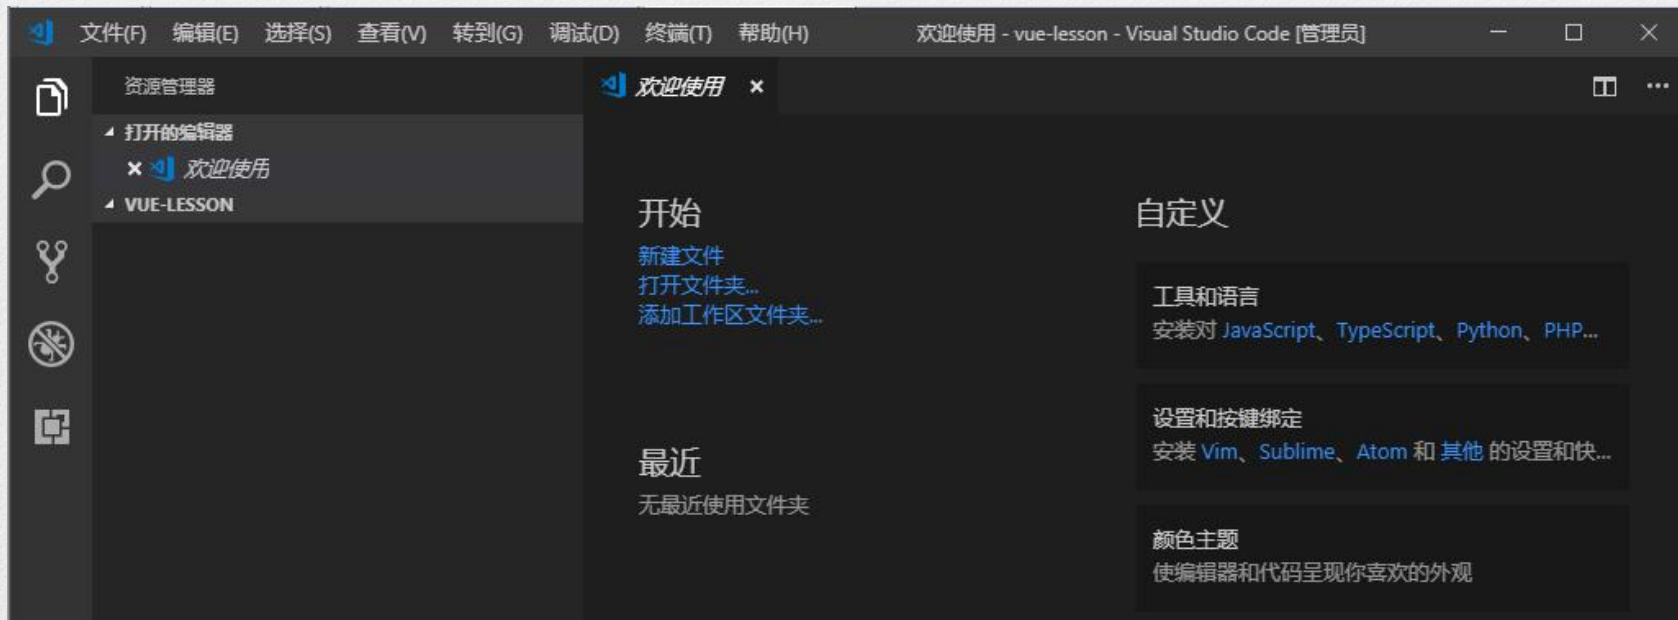 文件(F) 编辑(E) 选择(S) 查看(V) 转到(G) 调试(D) 终端(T) 帮助(H) 欢迎使用 - vue-lesson - Visual Studio Code [管理员]
资源管理器
打开的编辑器
欢迎使用
VUE-LESSON
欢迎使用
开始
新建文件
打开文件夹...
添加工作区文件夹...
最近
无最近使用文件夹
自定义
工具和语言
安装对 JavaScript、TypeScript、Python、PHP...
设置和按键绑定
安装 Vim、Sublime、Atom 和 其他 的设置和快...
颜色主题
使编辑器和代码呈现你喜欢的外观